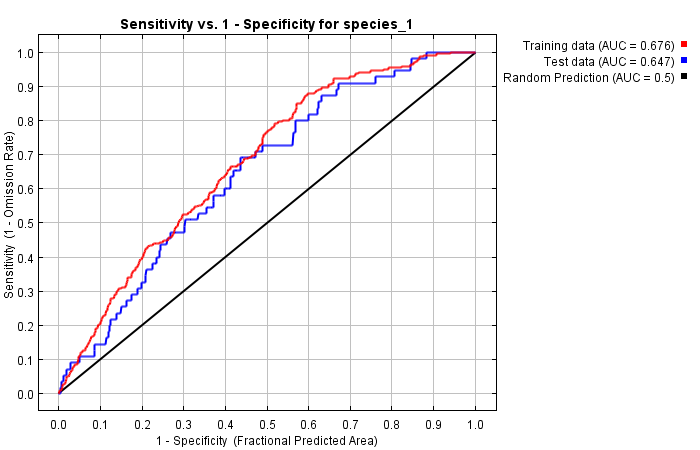 Sensitivity vs. 1 - Specificity for species_1
Training data (AUC = 0.676)
Test data (AUC = 0.647)
Random Prediction (AUC = 0.5)
Sensitivity (1 - Omission Rate)
1.0
0.9
0.8
0.7
0.6
0.5
0.4
0.3
0.2
0.1
0.0
0.0 0.1 0.2 0.3 0.4 0.5 0.6 0.7 0.8 0.9 1.0
1 - Specificity (Fractional Predicted Area)